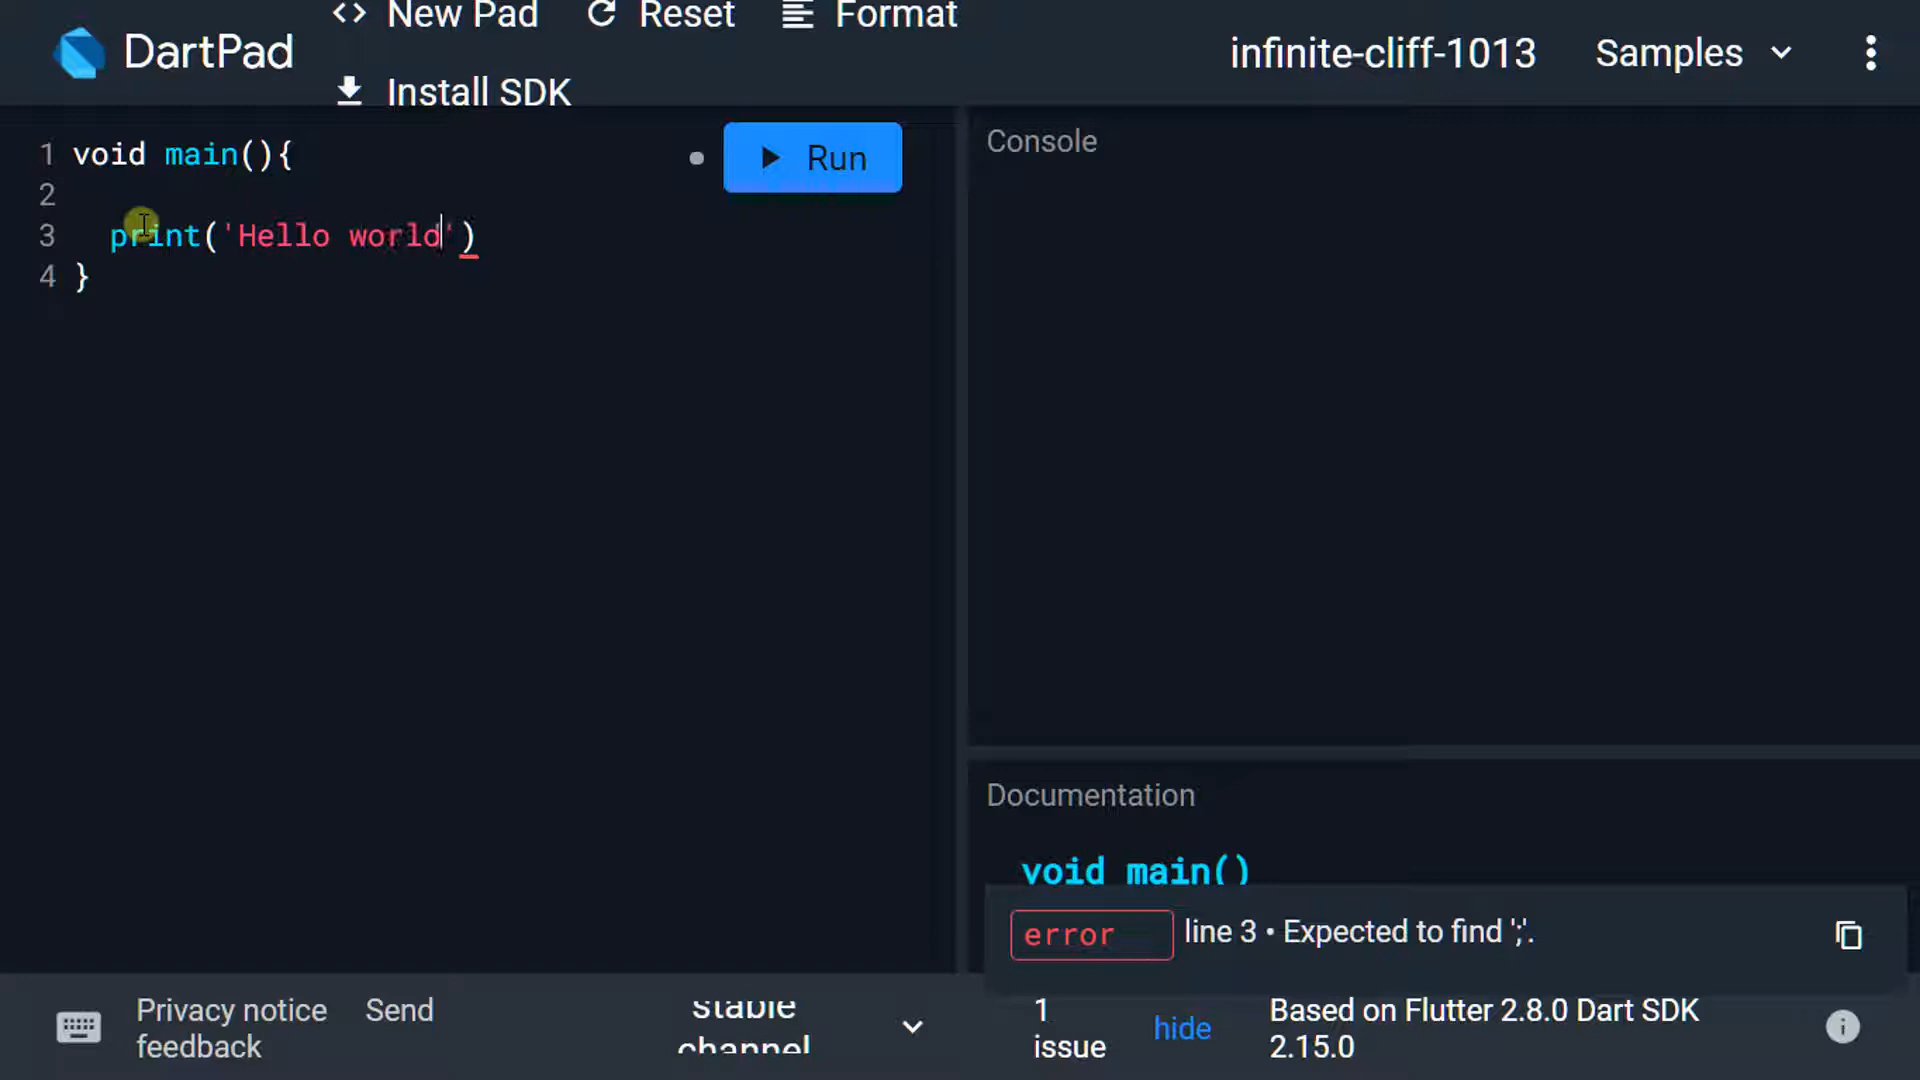 <> New Pad Reset Format
DartPad
Install SDK
infinite-cliff-1013 Samples
1 void main(){
2
3 print('Hello world')
4 }
Run
Console
Documentation
void main()
error line 3 • Expected to find ';'.
Privacy notice
feedback
Send
stable
channel
1
issue
hide
Based on Flutter 2.8.0 Dart SDK
2.15.0